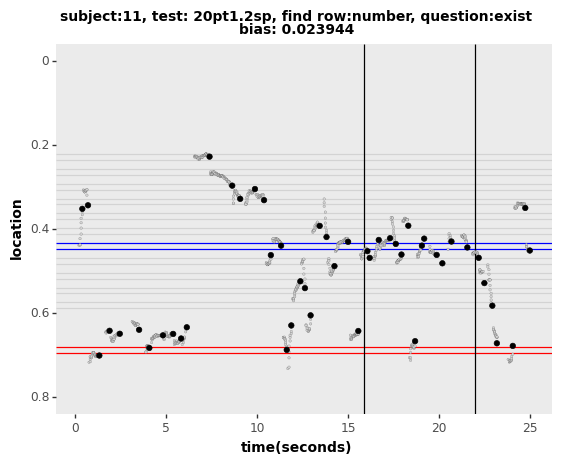 subject:11, test: 20pt1.2sp, find row:number, question:exist
bias: 0.023944
0
0.2
0.4
0.6
0.8
location
0 5 10 15 20 25
time(seconds)